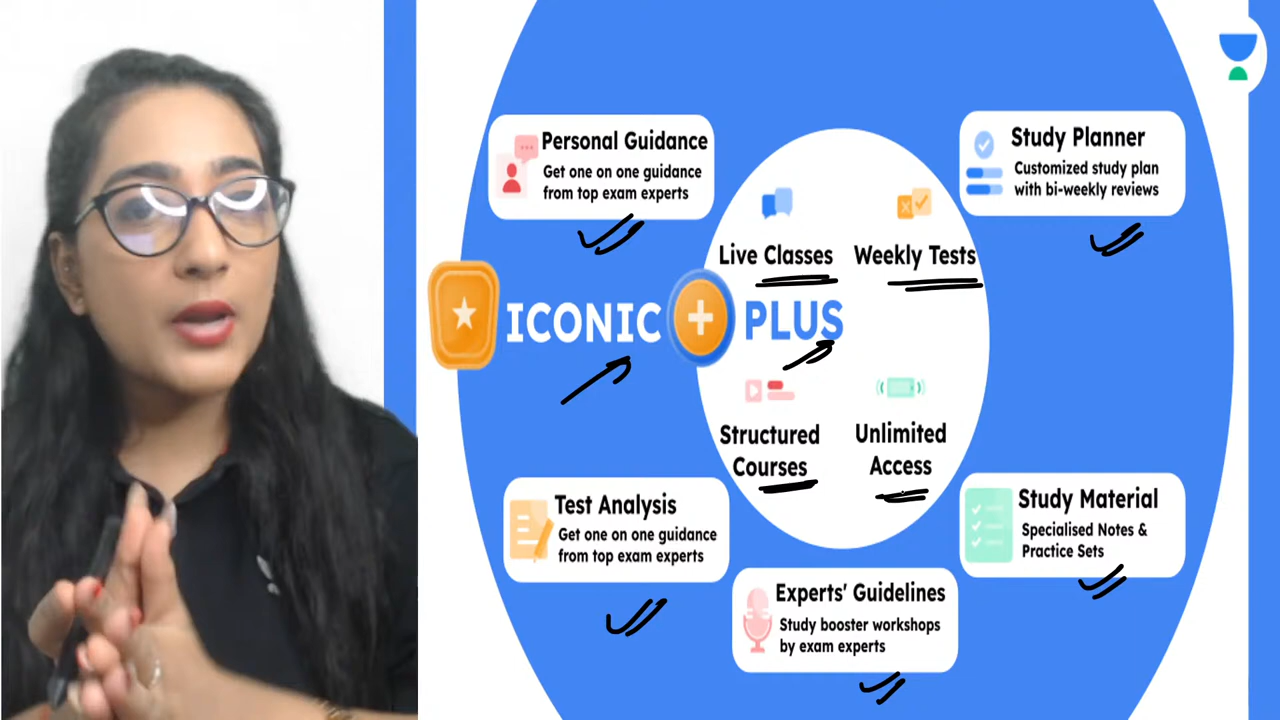 Personal Guidance
Get one on one guidance
from top exam experts
Study Planner
Customized study plan
with bi-weekly reviews
Live Classes
Weekly Tests
ICONIC
PLUS
Structured
Courses
Unlimited
Access
Test Analysis
Get one on one guidance
from top exam experts
Study Material
Specialised Notes &
Practice Sets
Experts' Guidelines
Study booster workshops
by exam experts